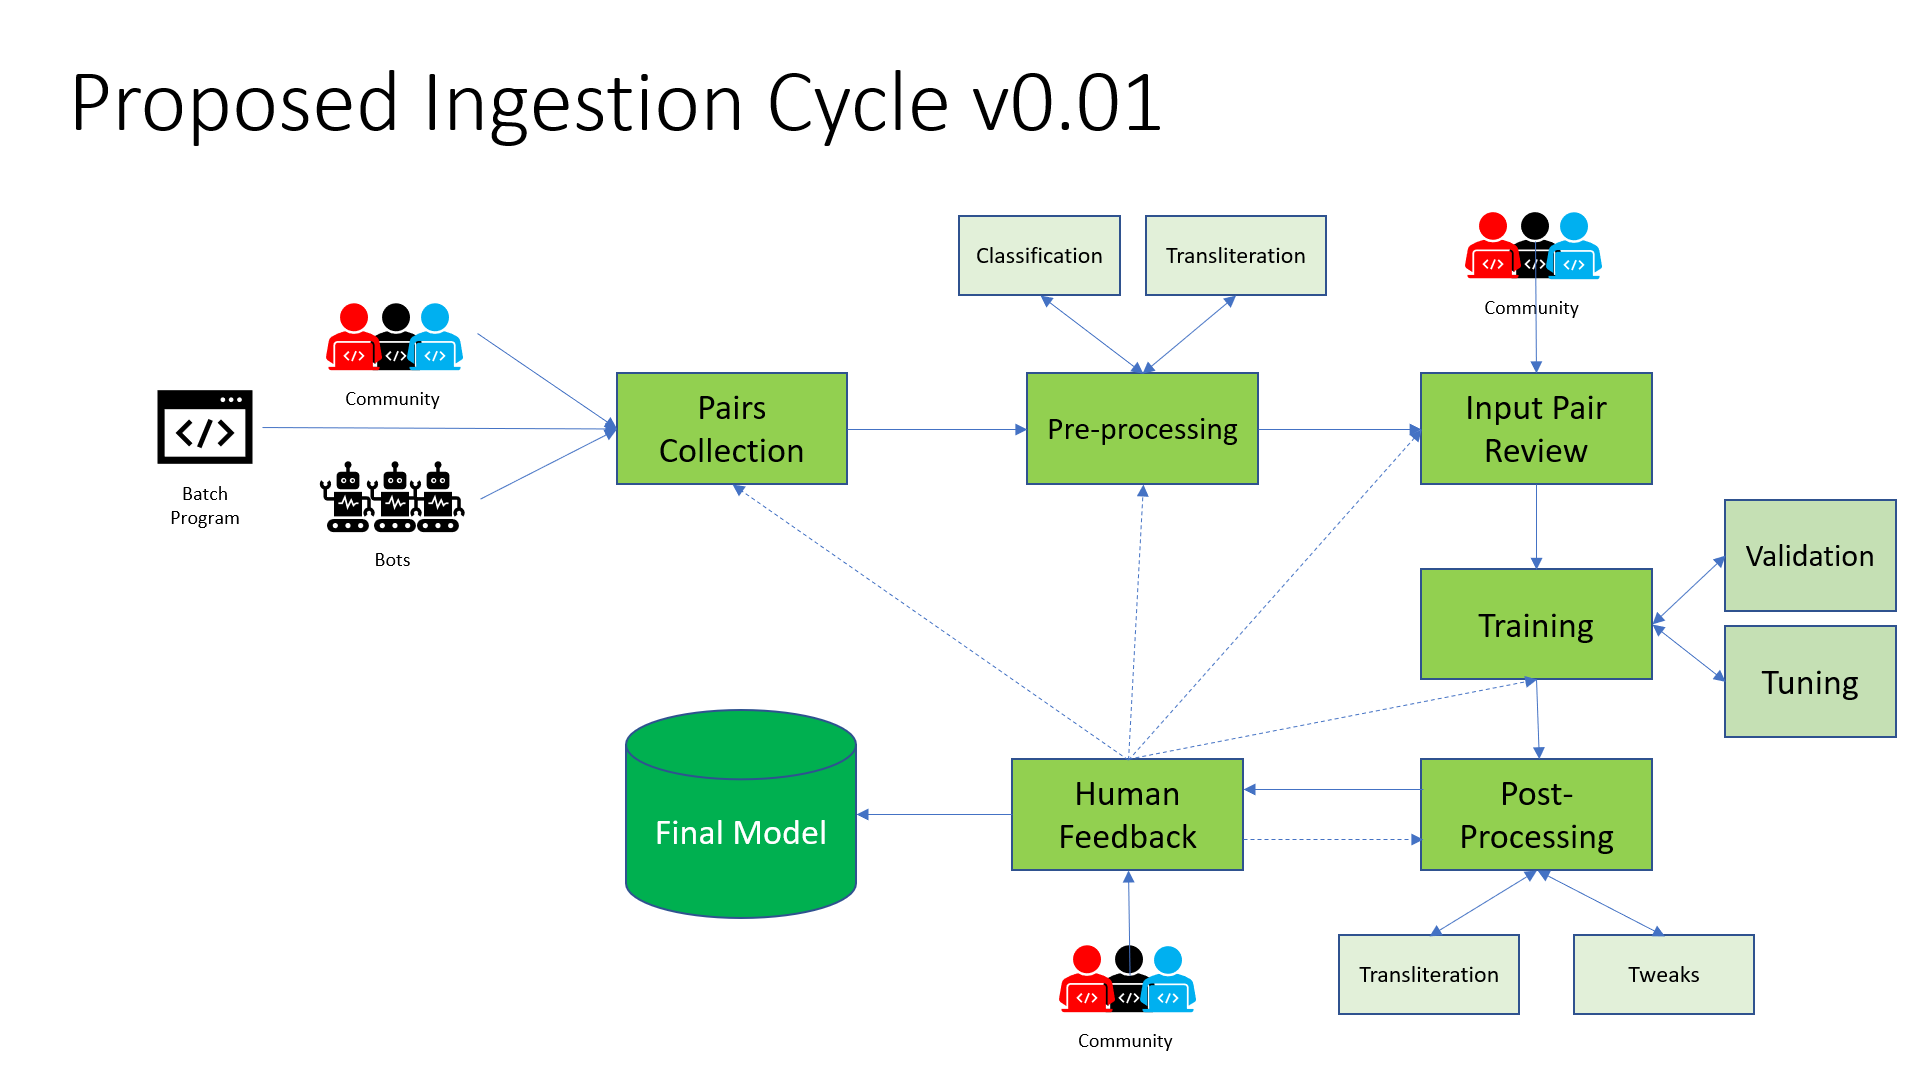 Proposed Ingestion Cycle v0.01
Classification
Transliteration
Community
Community
Batch
Program
Bots
Pairs
Collection
Pre-processing
Input Pair
Review
Validation
Training
Tuning
Final Model
Human
Feedback
Post-
Processing
Transliteration
Tweaks
Community